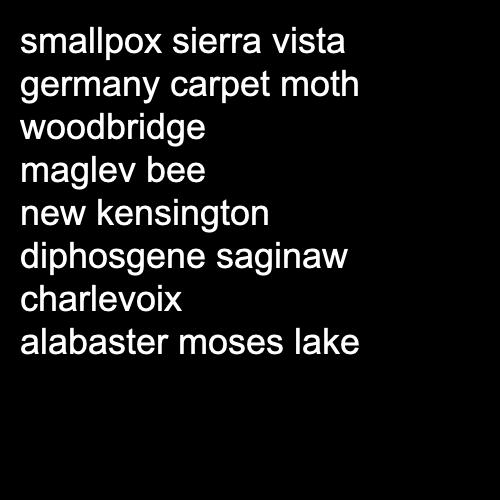 smallpox sierra vista
germany carpet moth
woodbridge
maglev bee
new kensington
diphosgene saginaw
charlevoix
alabaster moses lake